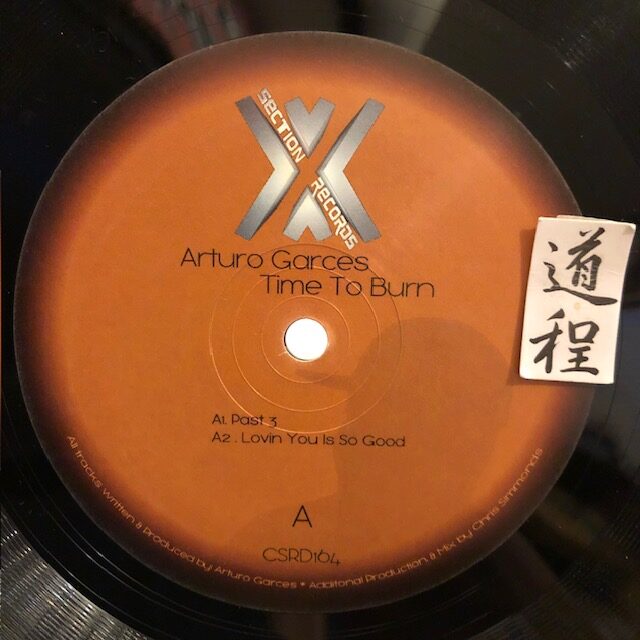 SECTION
RECORDS
Arturo Garces
Time To Burn
道
程
A1. Past 3
A2 . Lovin You Is So Good
A
CSRD164
All tracks written & Produced by Arturo Garces * Additional Production & Mix by Chris Simmonds